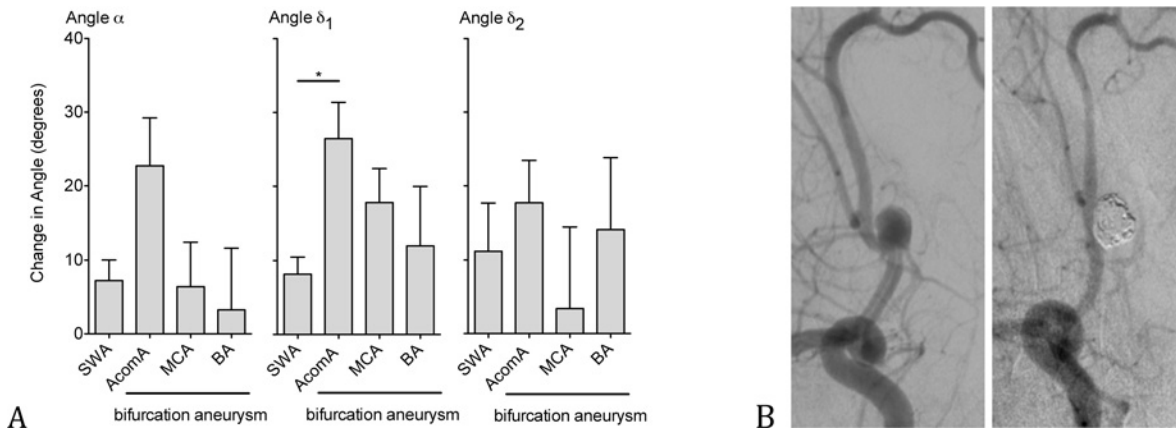 Angle α
Angle δ1
Angle δ2
Change in Angle (degrees)
40
30
20
10
0
*
SWA
AcomA
MCA
BA
SWA
AcomA
MCA
BA
SWA
AcomA
MCA
BA
bifurcation aneurysm
bifurcation aneurysm
bifurcation aneurysm
A
B